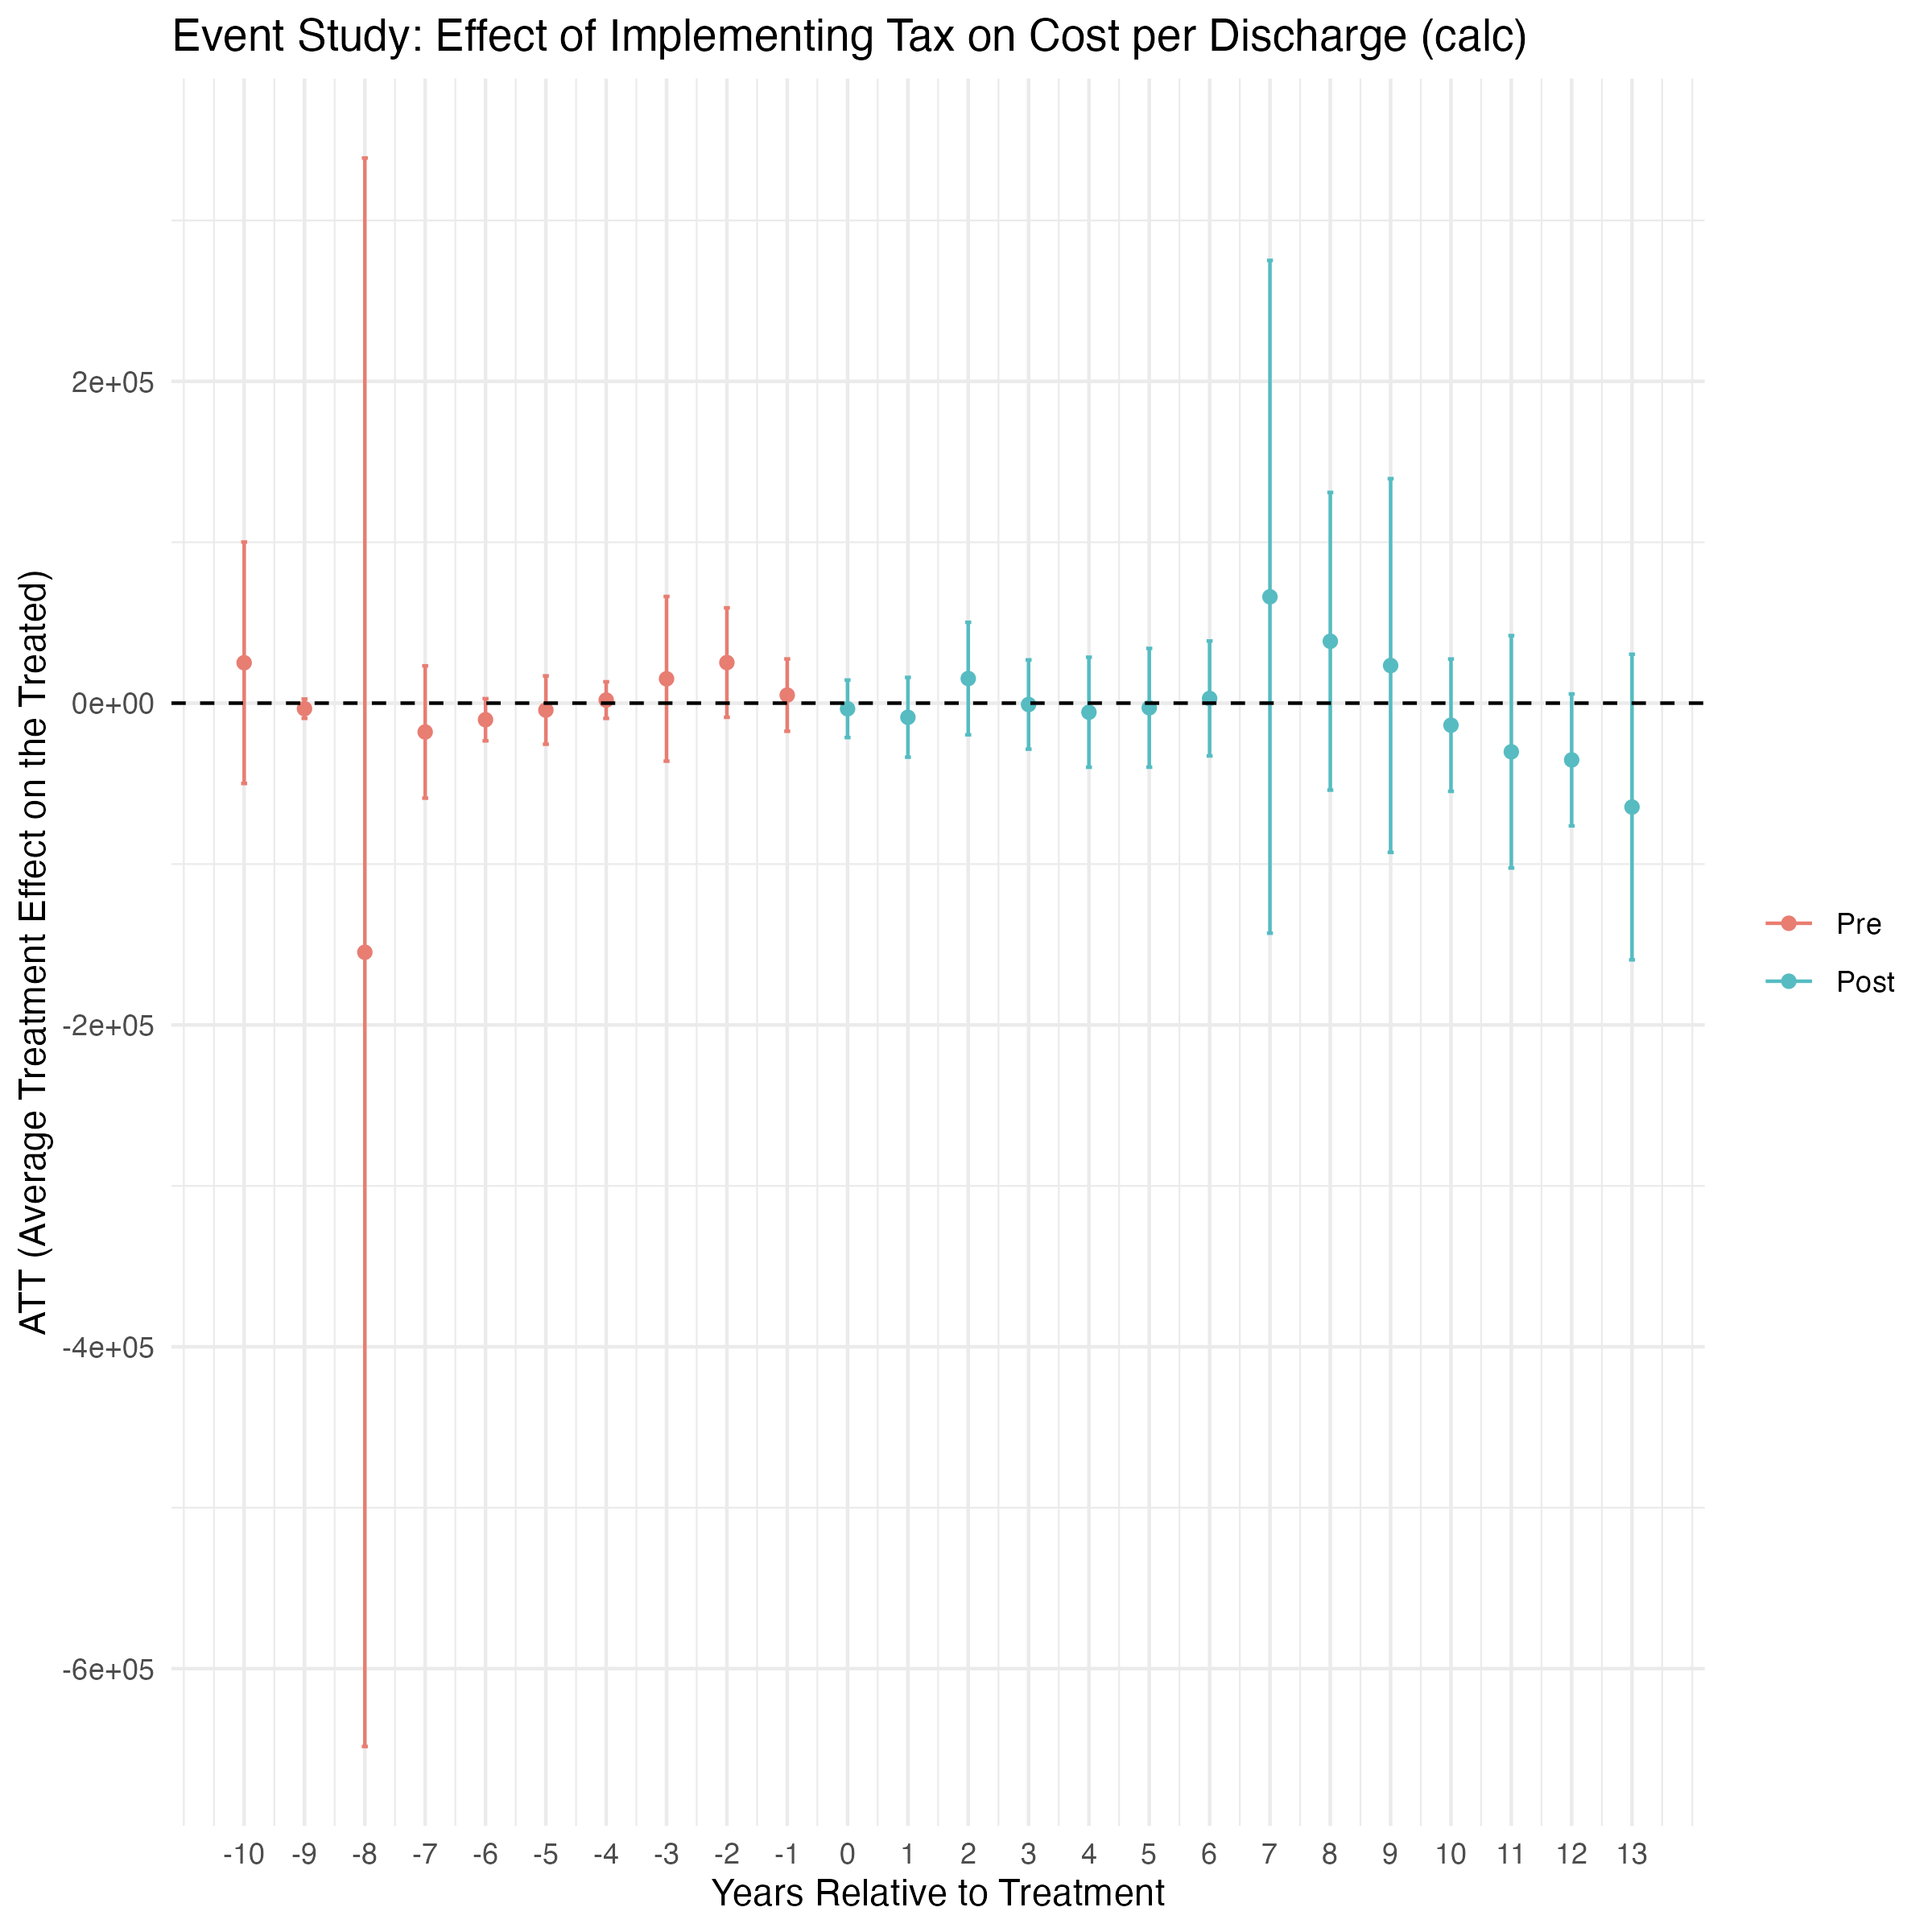 Event Study: Effect of Implementing Tax on Cost per Discharge (calc)
ATT (Average Treatment Effect on the Treated)
2e+05
0e+00
-2e+05
-4e+05
-6e+05
-10 -9 -8 -7 -6 -5 -4 -3 -2 -1 0 1 2 3 4 5 6 7 8 9 10 11 12 13
Years Relative to Treatment
Pre
Post